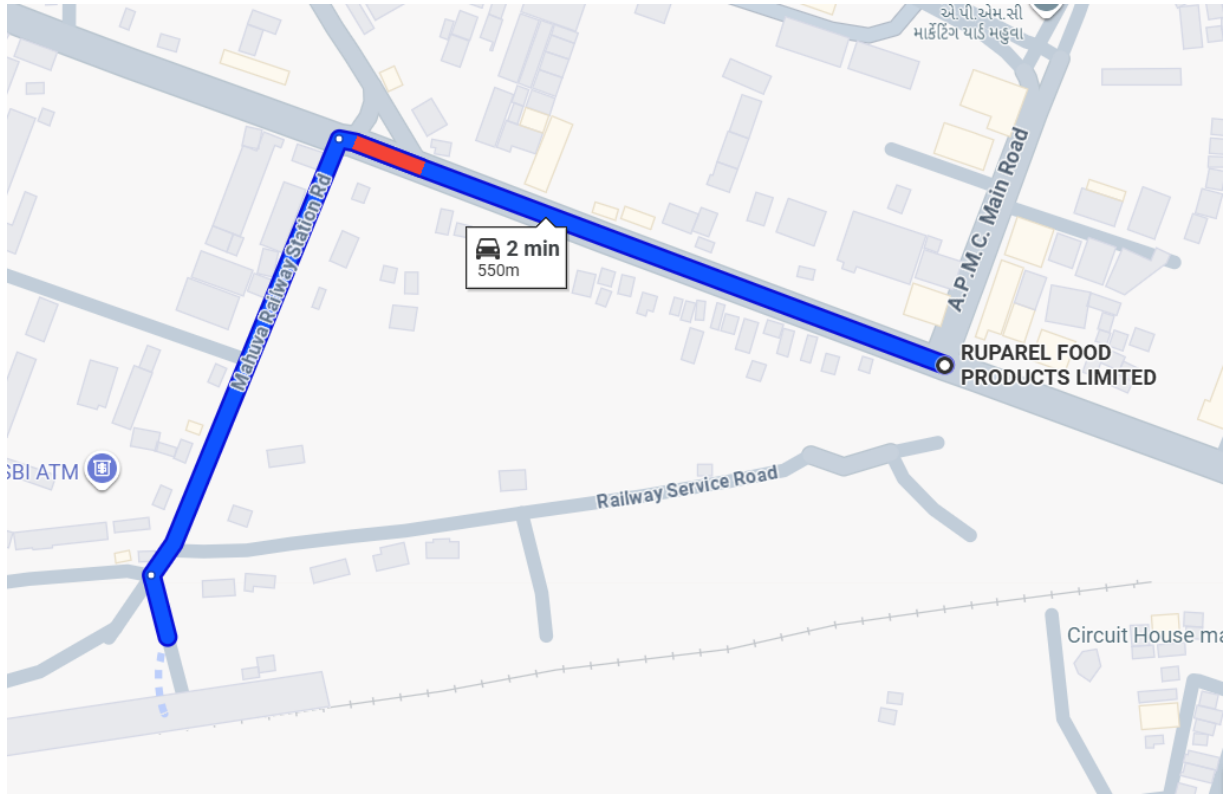 એ.પી.એમ.સી
માર્કેટિંગ યાર્ડ મહુવા
A.P.M.C. Main Road
Mahuva Railway Station Rd
2 min
550m
RUPAREL FOOD
PRODUCTS LIMITED
SBI ATM
Railway Service Road
Circuit House ma